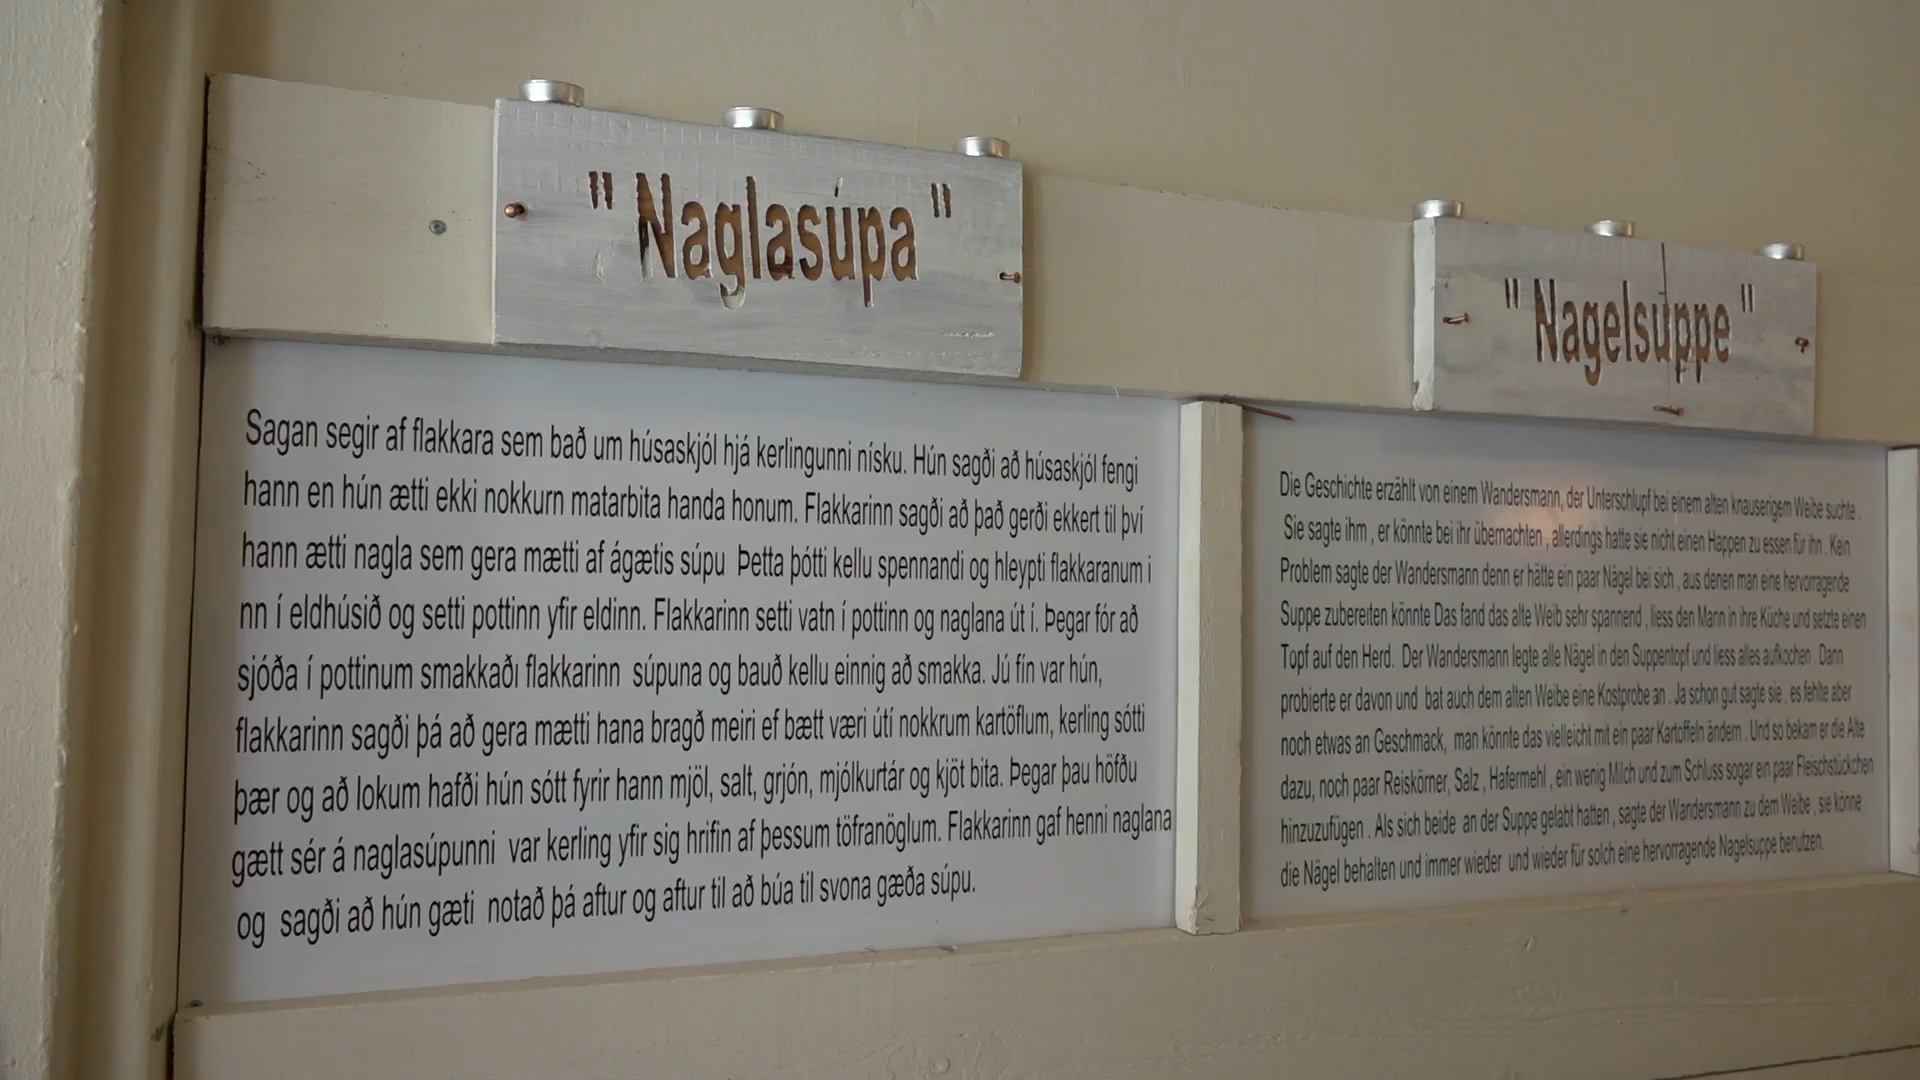 " Naglasúpa "
Sagan segir af flakkara sem bað um húsaskjól hjá kerlingunni nísku. Hún sagði að húsaskjól fengi
hann en hún ætti ekki nokkurn matarbita handa honum. Flakkarinn sagði að það gerði ekkert til því
hann ætti nagla sem gera mætti af ágætis súpu Þetta þótti kellu spennandi og hleypti flakkaranum i
nn í eldhúsið og setti pottinn yfir eldinn. Flakkarinn setti vatn í pottinn og naglana út í. Þegar fór að
sjóða í pottinum smakkaði flakkarinn súpuna og bauð kellu einnig að smakka. Jú fín var hún,
flakkarinn sagði þá að gera mætti hana bragð meiri ef bætt væri útí nokkrum kartöflum, kerling sótti
þær og að lokum hafði hún sótt fyrir hann mjöl, salt, grjón, mjólkurtár og kjöt bita. Þegar þau höfðu
gætt sér á naglasúpunni var kerling yfir sig hrifin af þessum töfranöglum. Flakkarinn gaf henni naglana
og sagði að hún gæti notað þá aftur og aftur til að búa til svona gæða súpu.
" Nagelsuppe "
Die Geschichte erzählt von einem Wandersmann, der Unterschlupf bei einem alten knauserigem Weibe suchte .
Sie sagte ihm , er könnte bei ihr übernachten , allerdings hatte sie nicht einen Happen zu essen für ihn . Kein
Problem sagte der Wandersmann denn er hätte ein paar Nägel bei sich , aus denen man eine hervorragende
Suppe zubereiten könnte Das fand das alte Weib sehr spannend , liess den Mann in ihre Küche und setzte einen
Topf auf den Herd. Der Wandersmann legte alle Nägel in den Suppentopf und liess alles aufkochen . Dann
probierte er davon und bat auch dem alten Weibe eine Kostprobe an . Ja schon gut sagte sie , es fehlte aber
noch etwas an Geschmack, man könnte das vielleicht mit ein paar Kartoffeln ändern . Und so bekam er die Alte
dazu, noch paar Reiskörner, Salz , Hafermehl , ein wenig Milch und zum Schluss sogar ein paar Fleischstückchen
hinzuzufügen . Als sich beide an der Suppe gelabt hatten , sagte der Wandersmann zu dem Weibe , sie könne
die Nägel behalten und immer wieder und wieder für solch eine hervorragende Nagelsuppe benutzen.